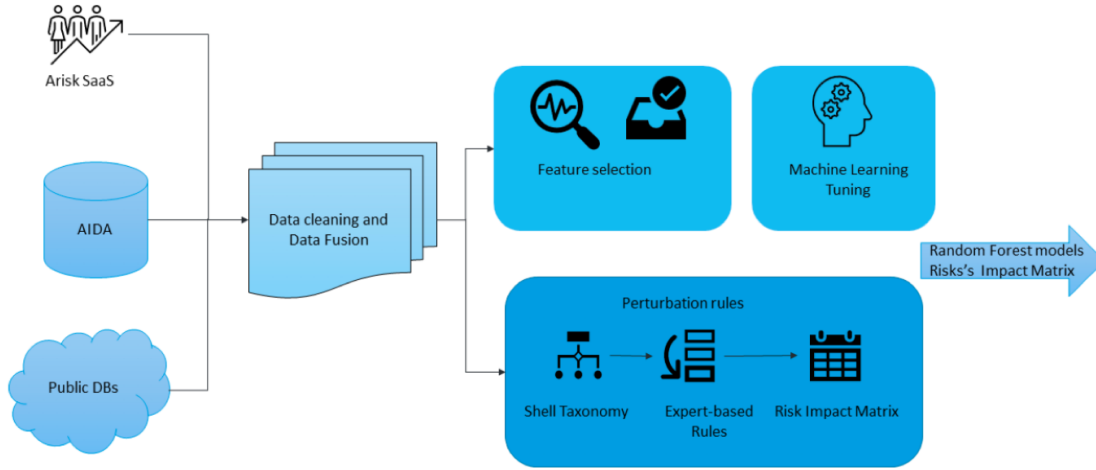 Arisk SaaS
AIDA
Public DBs
Data cleaning and
Data Fusion
Feature selection
Machine Learning
Tuning
Perturbation rules
Shell Taxonomy
Expert-based
Rules
Risk Impact Matrix
Random Forest models
Risks's Impact Matrix